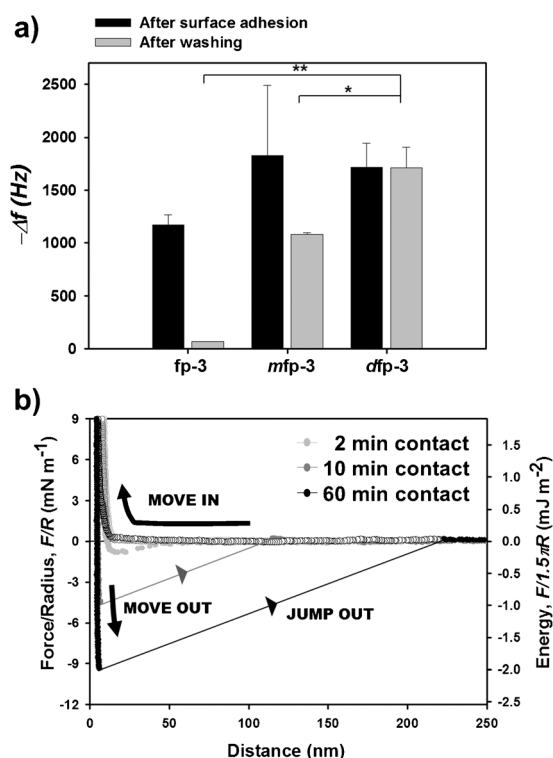 a)
After surface adhesion
After washing
**
*
2500
2000
1500
1000
500
0
−Δf (Hz)
fp-3
mfp-3
dfp-3
b)
9
6
3
0
-3
-6
-9
-12
Force/Radius, F/R (mN m⁻¹)
2 min contact
10 min contact
60 min contact
MOVE IN
MOVE OUT
JUMP OUT
1.5
1.0
0.5
0.0
-0.5
-1.0
-1.5
-2.0
-2.5
Energy, F/1.5πR (mJ m⁻²)
0 50 100 150 200 250
Distance (nm)